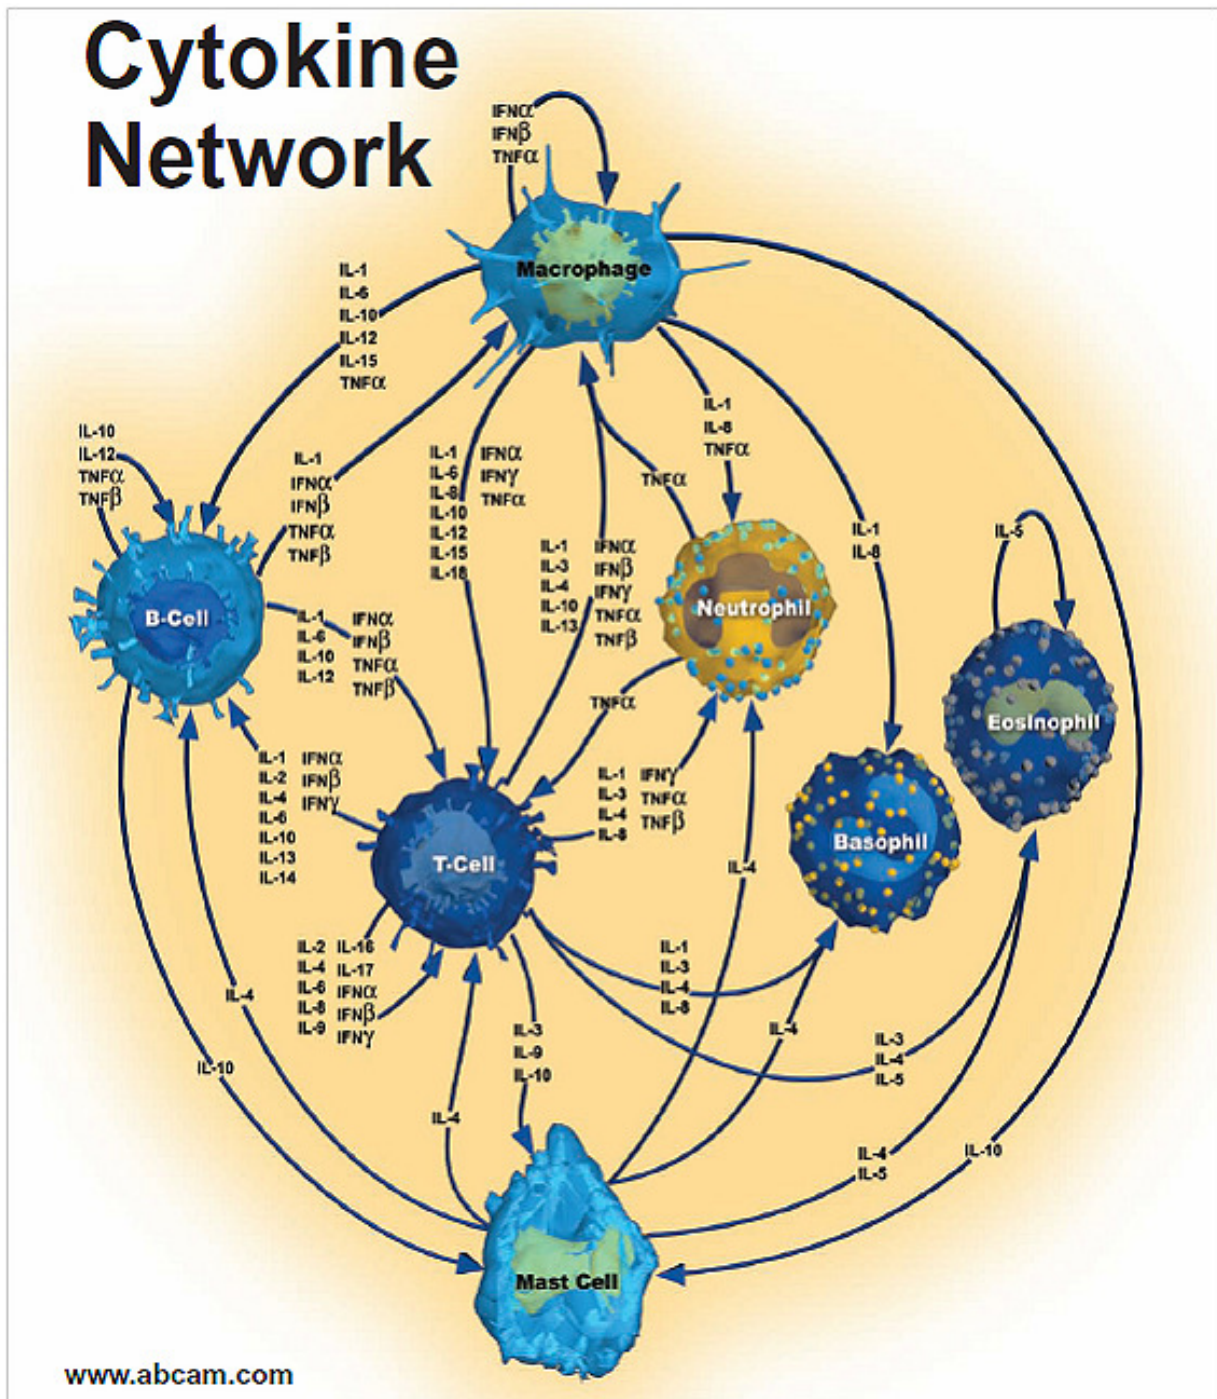 Cytokine
Network
IFNα
IFNβ
TNFα
Macrophage
IL-1
IL-6
IL-10
IL-12
IL-15
TNFα
IL-1
IL-8
TNFα
IL-10
IL-12
TNFα
TNFβ
IL-1
IFNα
IFNβ
TNFα
TNFβ
IL-1 IFNα
IL-6 IFNγ
IL-8 TNFα
IL-10
IL-12
IL-15
IL-18
TNFα
IL-1
IL-8
IL-5
IL-1 IFNα
IL-3 IFNβ
IL-4 IFNγ
IL-10 TNFα
IL-13 TNFβ
B-Cell
Neutrophil
Eosinophil
IL-1 IFNα
IL-6 IFNβ
IL-10 TNFα
IL-12 TNFβ
TNFα
IL-1 IFNα
IL-2 IFNβ
IL-4 IFNγ
IL-6
IL-10
IL-13
IL-14
IL-1 IFNγ
IL-3 TNFα
IL-4 TNFβ
IL-8
T-Cell
Basophil
IL-4
IL-2 IL-16
IL-4 IL-17
IL-6 IFNα
IL-8 IFNβ
IL-9 IFNγ
IL-1
IL-3
IL-4
IL-8
IL-4
IL-3
IL-9
IL-10
IL-4
IL-3
IL-4
IL-5
IL-10
IL-4
IL-4
IL-5
IL-10
Mast Cell
www.abcam.com